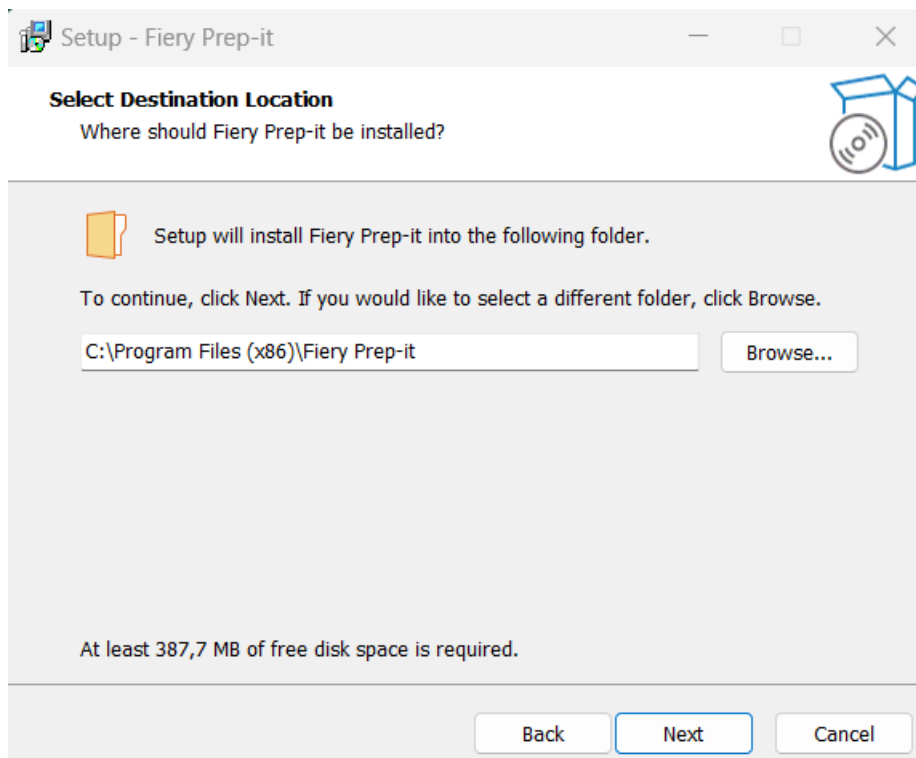 Setup - Fiery Prep-it
Select Destination Location
Where should Fiery Prep-it be installed?
Setup will install Fiery Prep-it into the following folder.
To continue, click Next. If you would like to select a different folder, click Browse.
C:\Program Files (x86)\Fiery Prep-it
Browse...
At least 387,7 MB of free disk space is required.
Back
Next
Cancel